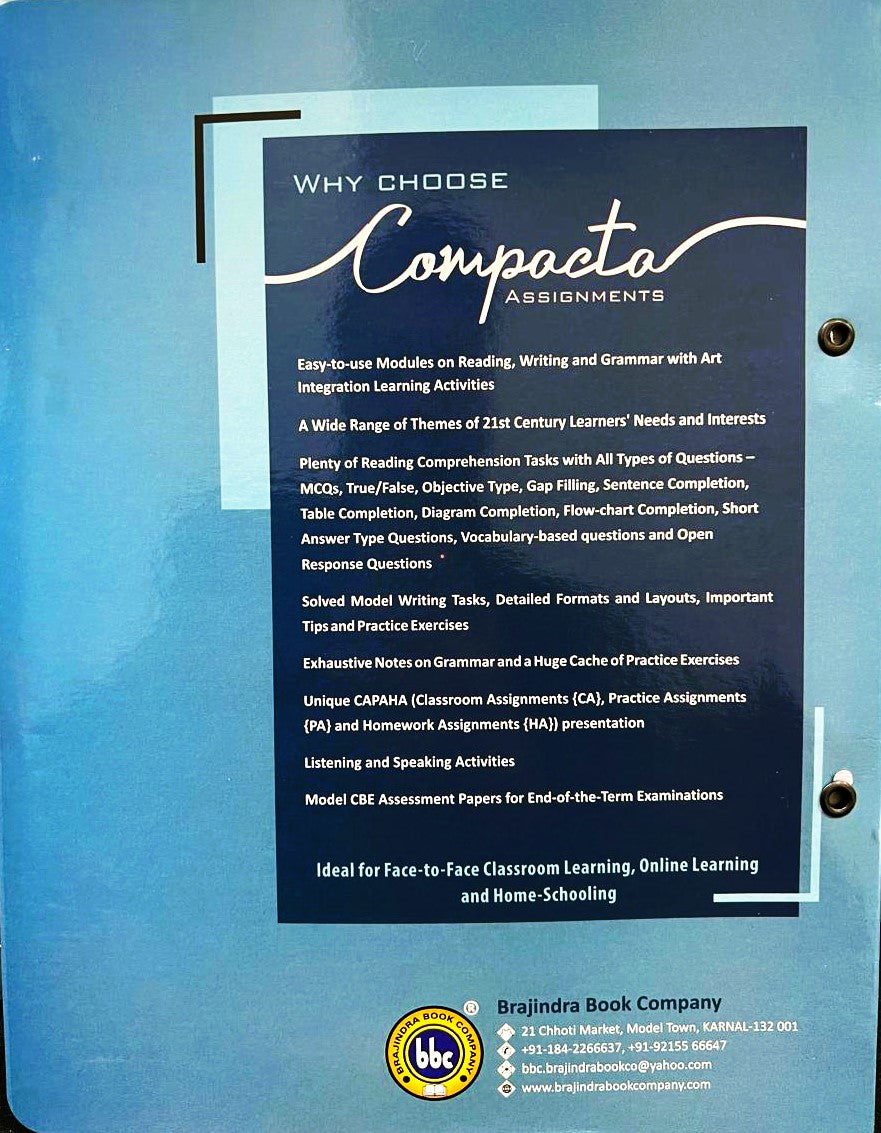 WHY CHOOSE
Compacta
ASSIGNMENTS
Easy-to-use Modules on Reading, Writing and Grammar with Art
Integration Learning Activities
A Wide Range of Themes of 21st Century Learners' Needs and Interests
Plenty of Reading Comprehension Tasks with All Types of Questions –
MCQs, True/False, Objective Type, Gap Filling, Sentence Completion,
Table Completion, Diagram Completion, Flow-chart Completion, Short
Answer Type Questions, Vocabulary-based questions and Open
Response Questions
Solved Model Writing Tasks, Detailed Formats and Layouts, Important
Tips and Practice Exercises
Exhaustive Notes on Grammar and a Huge Cache of Practice Exercises
Unique CAPAHA (Classroom Assignments {CA}, Practice Assignments
{PA} and Homework Assignments {HA}) presentation
Listening and Speaking Activities
Model CBE Assessment Papers for End-of-the-Term Examinations
Ideal for Face-to-Face Classroom Learning, Online Learning
and Home-Schooling
BRAJINDRA BOOK COMPANY
bbc
®
Brajindra Book Company
21 Chhoti Market, Model Town, KARNAL-132 001
+91-184-2266637, +91-92155 66647
bbc.brajindrabookco@yahoo.com
www.brajindrabookcompany.com